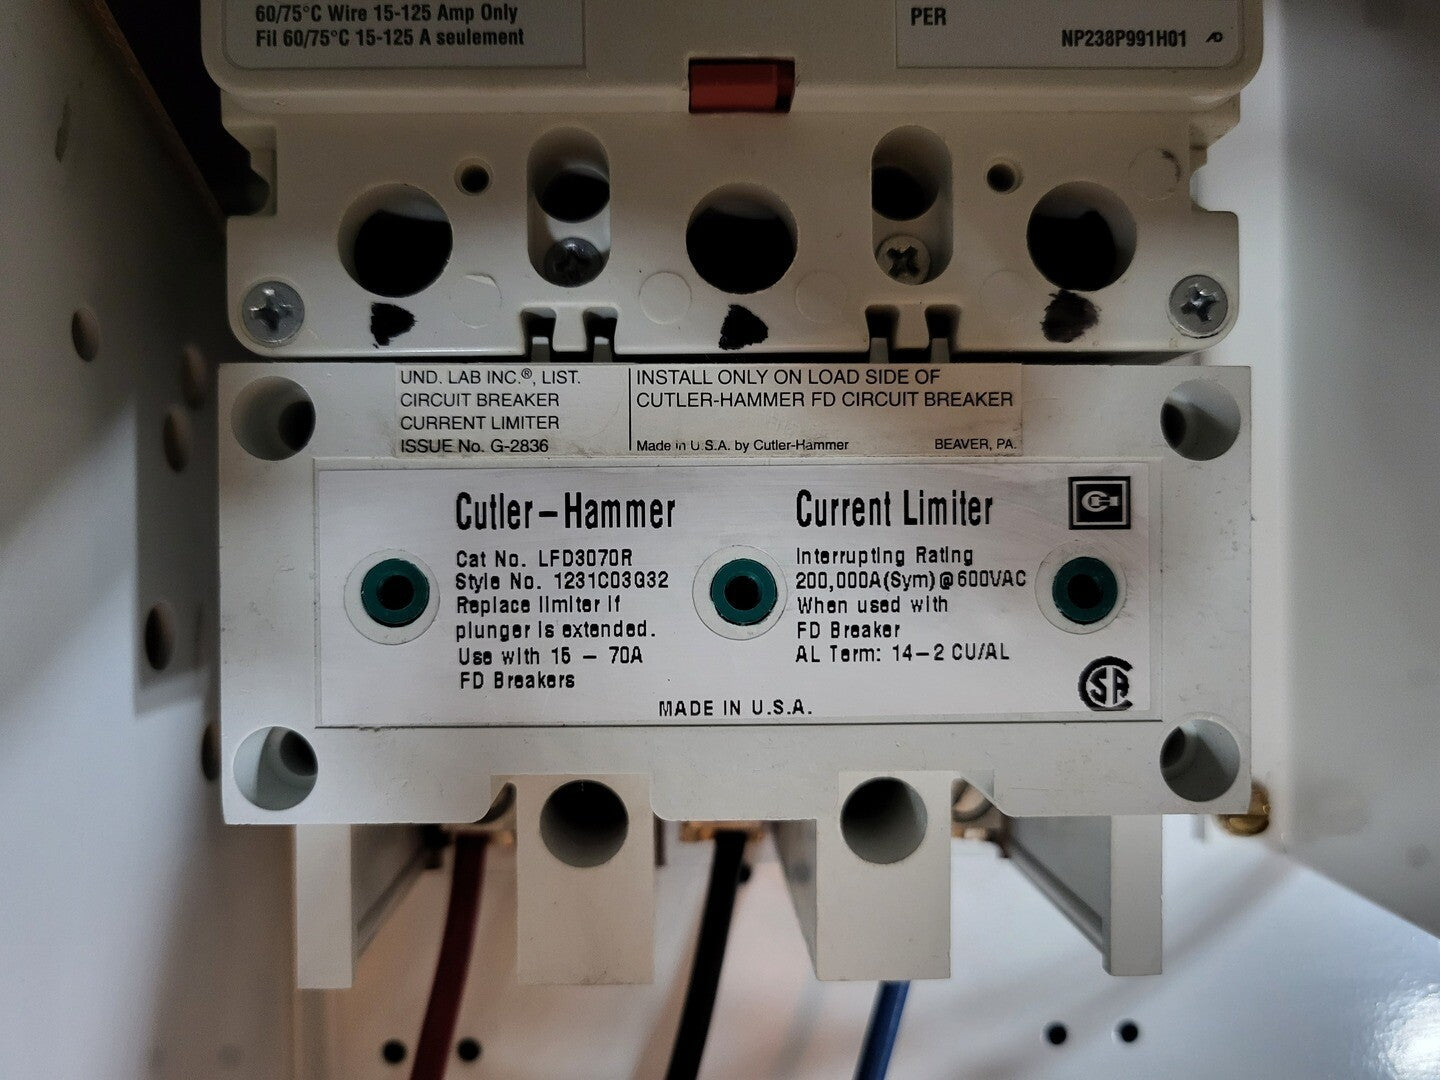 60/75°C Wire 15-125 Amp Only
Fil 60/75°C 15-125 A seulement
PER
NP238P991H01
UND. LAB INC.®, LIST.
CIRCUIT BREAKER
CURRENT LIMITER
ISSUE No. G-2836
INSTALL ONLY ON LOAD SIDE OF
CUTLER-HAMMER FD CIRCUIT BREAKER
Made in U.S.A. by Cutler-Hammer BEAVER, PA.
Cutler-Hammer
Cat No. LFD3070R
Style No. 1231C03G32
Replace limiter if
plunger is extended.
Use with 15 - 70A
FD Breakers
Current Limiter
Interrupting Rating
200,000A(Sym)@600VAC
When used with
FD Breaker
AL Term: 14-2 CU/AL
CH
CSA
MADE IN U.S.A.